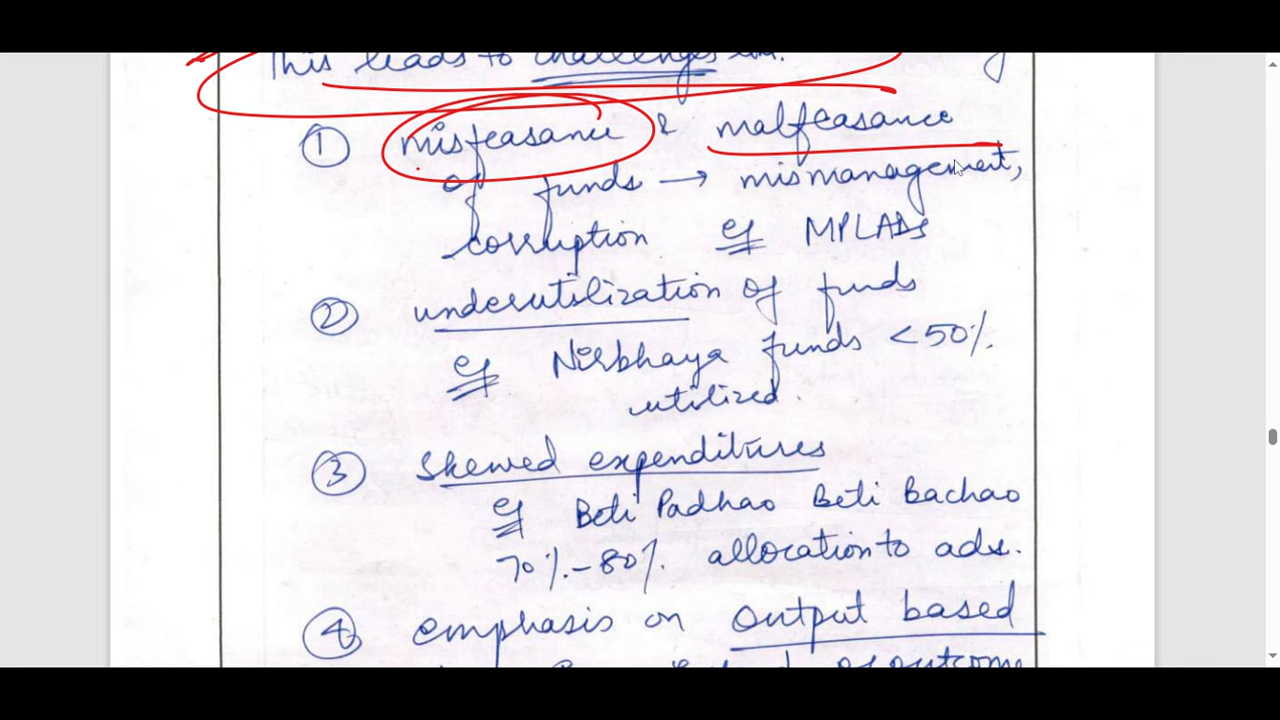 This leads to challenges
① misfeasance & malfeasance
of funds → mismanagement,
corruption eg MPLADs
② underutilization of funds
eg Nirbhaya funds <50%
utilized.
③ Skewed expenditures
eg Beti Padhao Beti Bachao
70%-80% allocation to ads.
④ emphasis on output based
of outcome